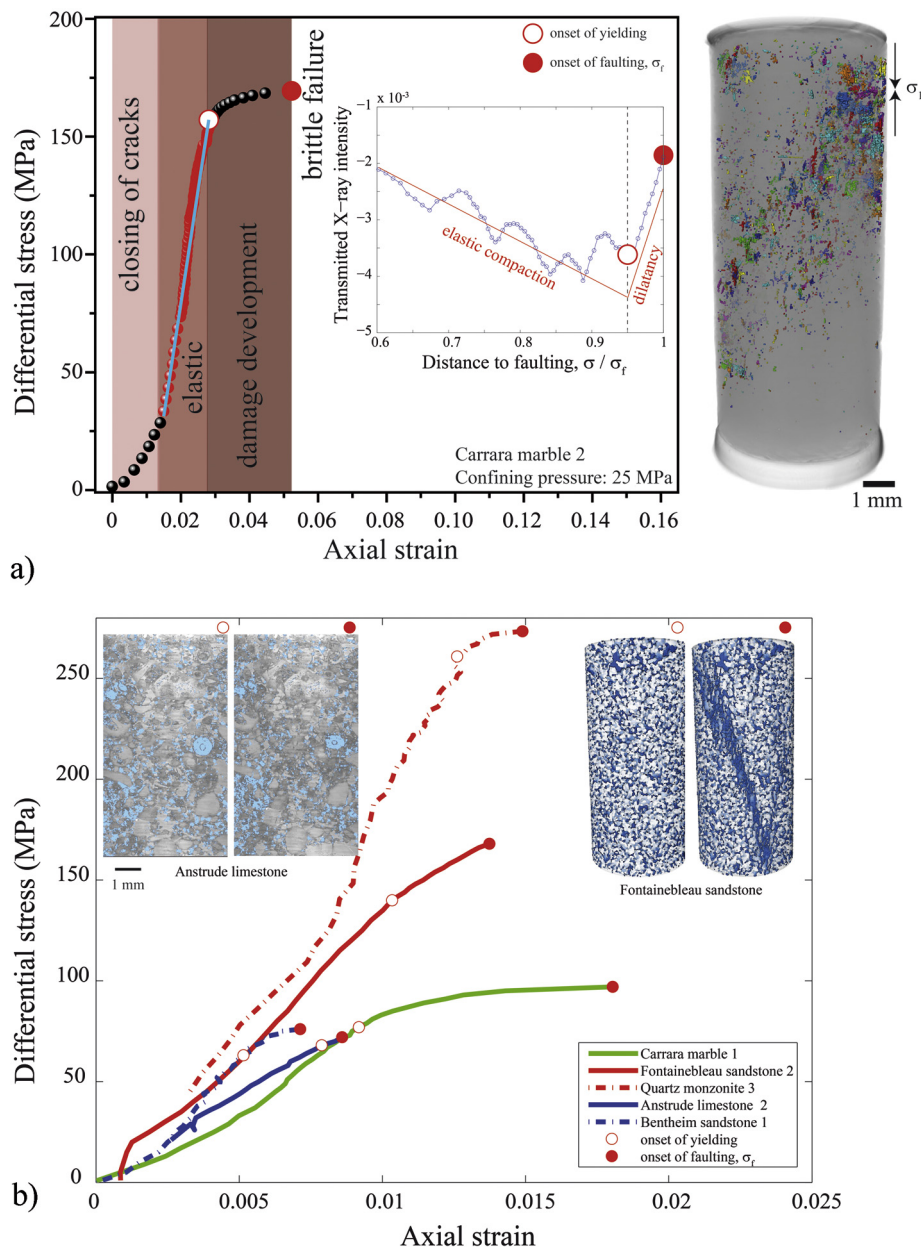 200
150
100
50
0
Differential stress (MPa)
closing of cracks
elastic
damage development
brittle failure
onset of yielding
onset of faulting, σf
x 10⁻³
−1
−2
−3
−4
−5
Transmitted X−ray intensity
elastic compaction
dilatancy
0.6 0.7 0.8 0.9 1
Distance to faulting, σ / σf
Carrara marble 2
Confining pressure: 25 MPa
0 0.02 0.04 0.06 0.08 0.10 0.12 0.14 0.16
Axial strain
σ1
1 mm
a)
250
200
150
100
50
0
Differential stress (MPa)
1 mm
Anstrude limestone
Fontainebleau sandstone
Carrara marble 1
Fontainebleau sandstone 2
Quartz monzonite 3
Anstrude limestone 2
Bentheim sandstone 1
onset of yielding
onset of faulting, σf
0 0.005 0.01 0.015 0.02 0.025
Axial strain
b)